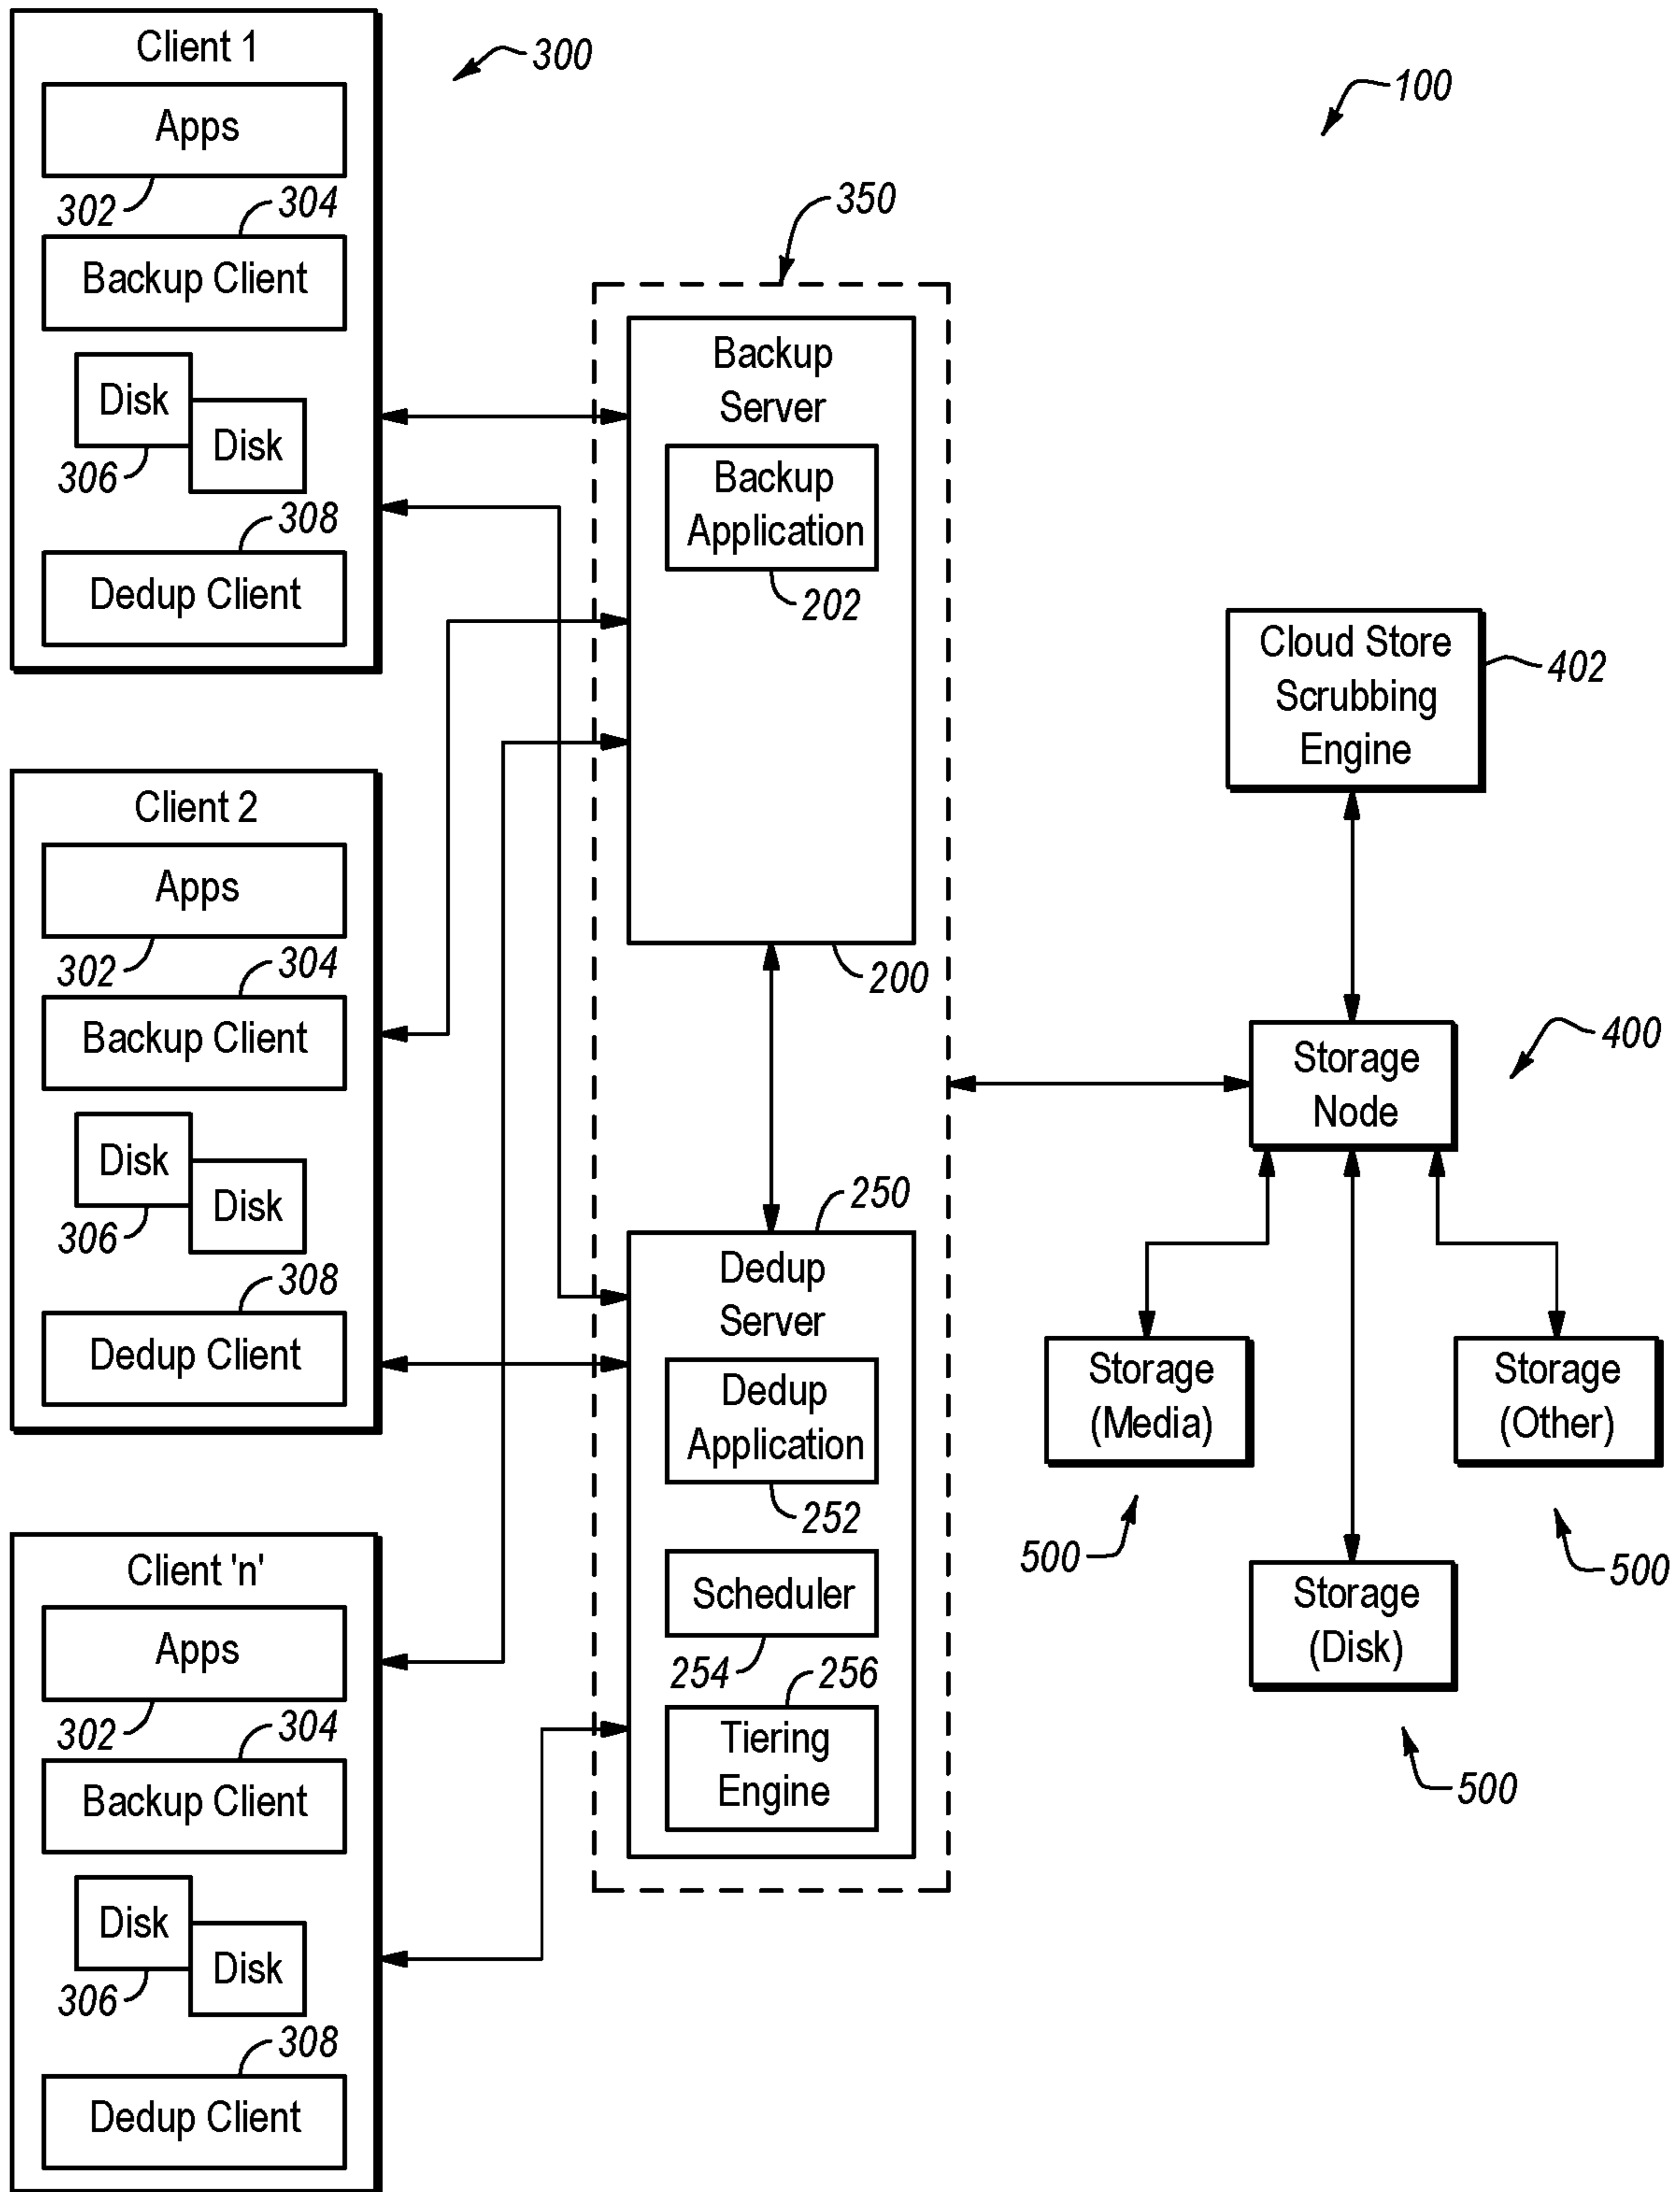 Client 1
300
Apps
302
304
Backup Client
Disk
Disk
306
308
Dedup Client
Client 2
Apps
302
304
Backup Client
Disk
Disk
306
308
Dedup Client
Client 'n'
Apps
302
304
Backup Client
Disk
Disk
306
308
Dedup Client
350
Backup
Server
Backup
Application
202
200
250
Dedup
Server
Dedup
Application
252
Scheduler
254
256
Tiering
Engine
100
Cloud Store
Scrubbing
Engine
402
Storage
Node
400
Storage
(Media)
500
Storage
(Disk)
500
Storage
(Other)
500